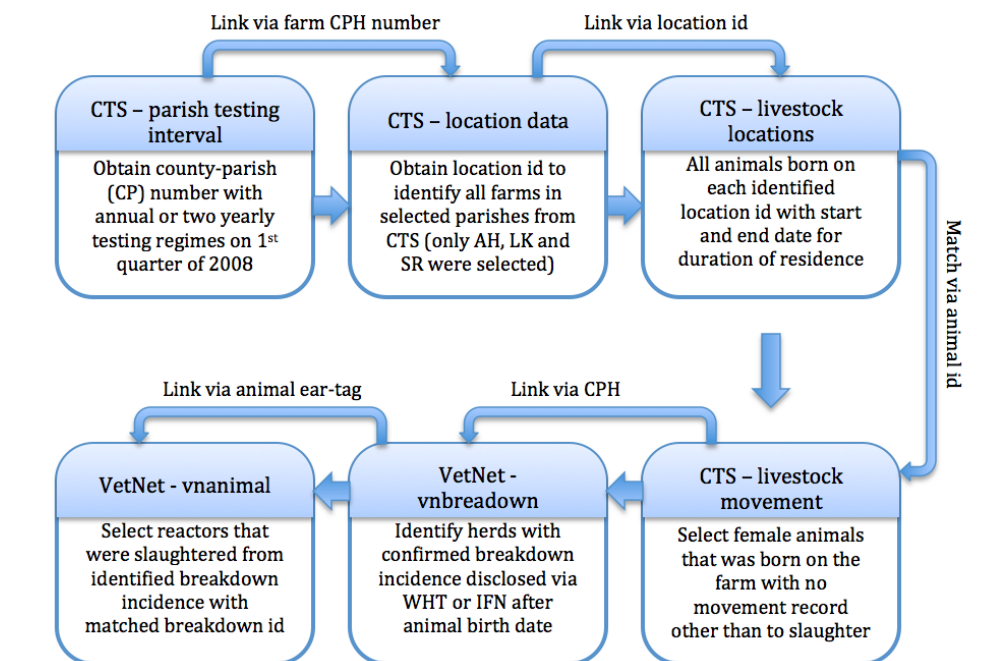 Link via farm CPH number
Link via location id
CTS – parish testing
interval
Obtain county-parish
(CP) number with
annual or two yearly
testing regimes on 1st
quarter of 2008
CTS – location data
Obtain location id to
identify all farms in
selected parishes from
CTS (only AH, LK and
SR were selected)
CTS – livestock
locations
All animals born on
each identified
location id with start
and end date for
duration of residence
Match via animal id
Link via animal ear-tag
Link via CPH
VetNet - vnanimal
Select reactors that
were slaughtered from
identified breakdown
incidence with
matched breakdown id
VetNet -
vnbreadown
Identify herds with
confirmed breakdown
incidence disclosed via
WHT or IFN after
animal birth date
CTS – livestock
movement
Select female animals
that was born on the
farm with no
movement record
other than to slaughter